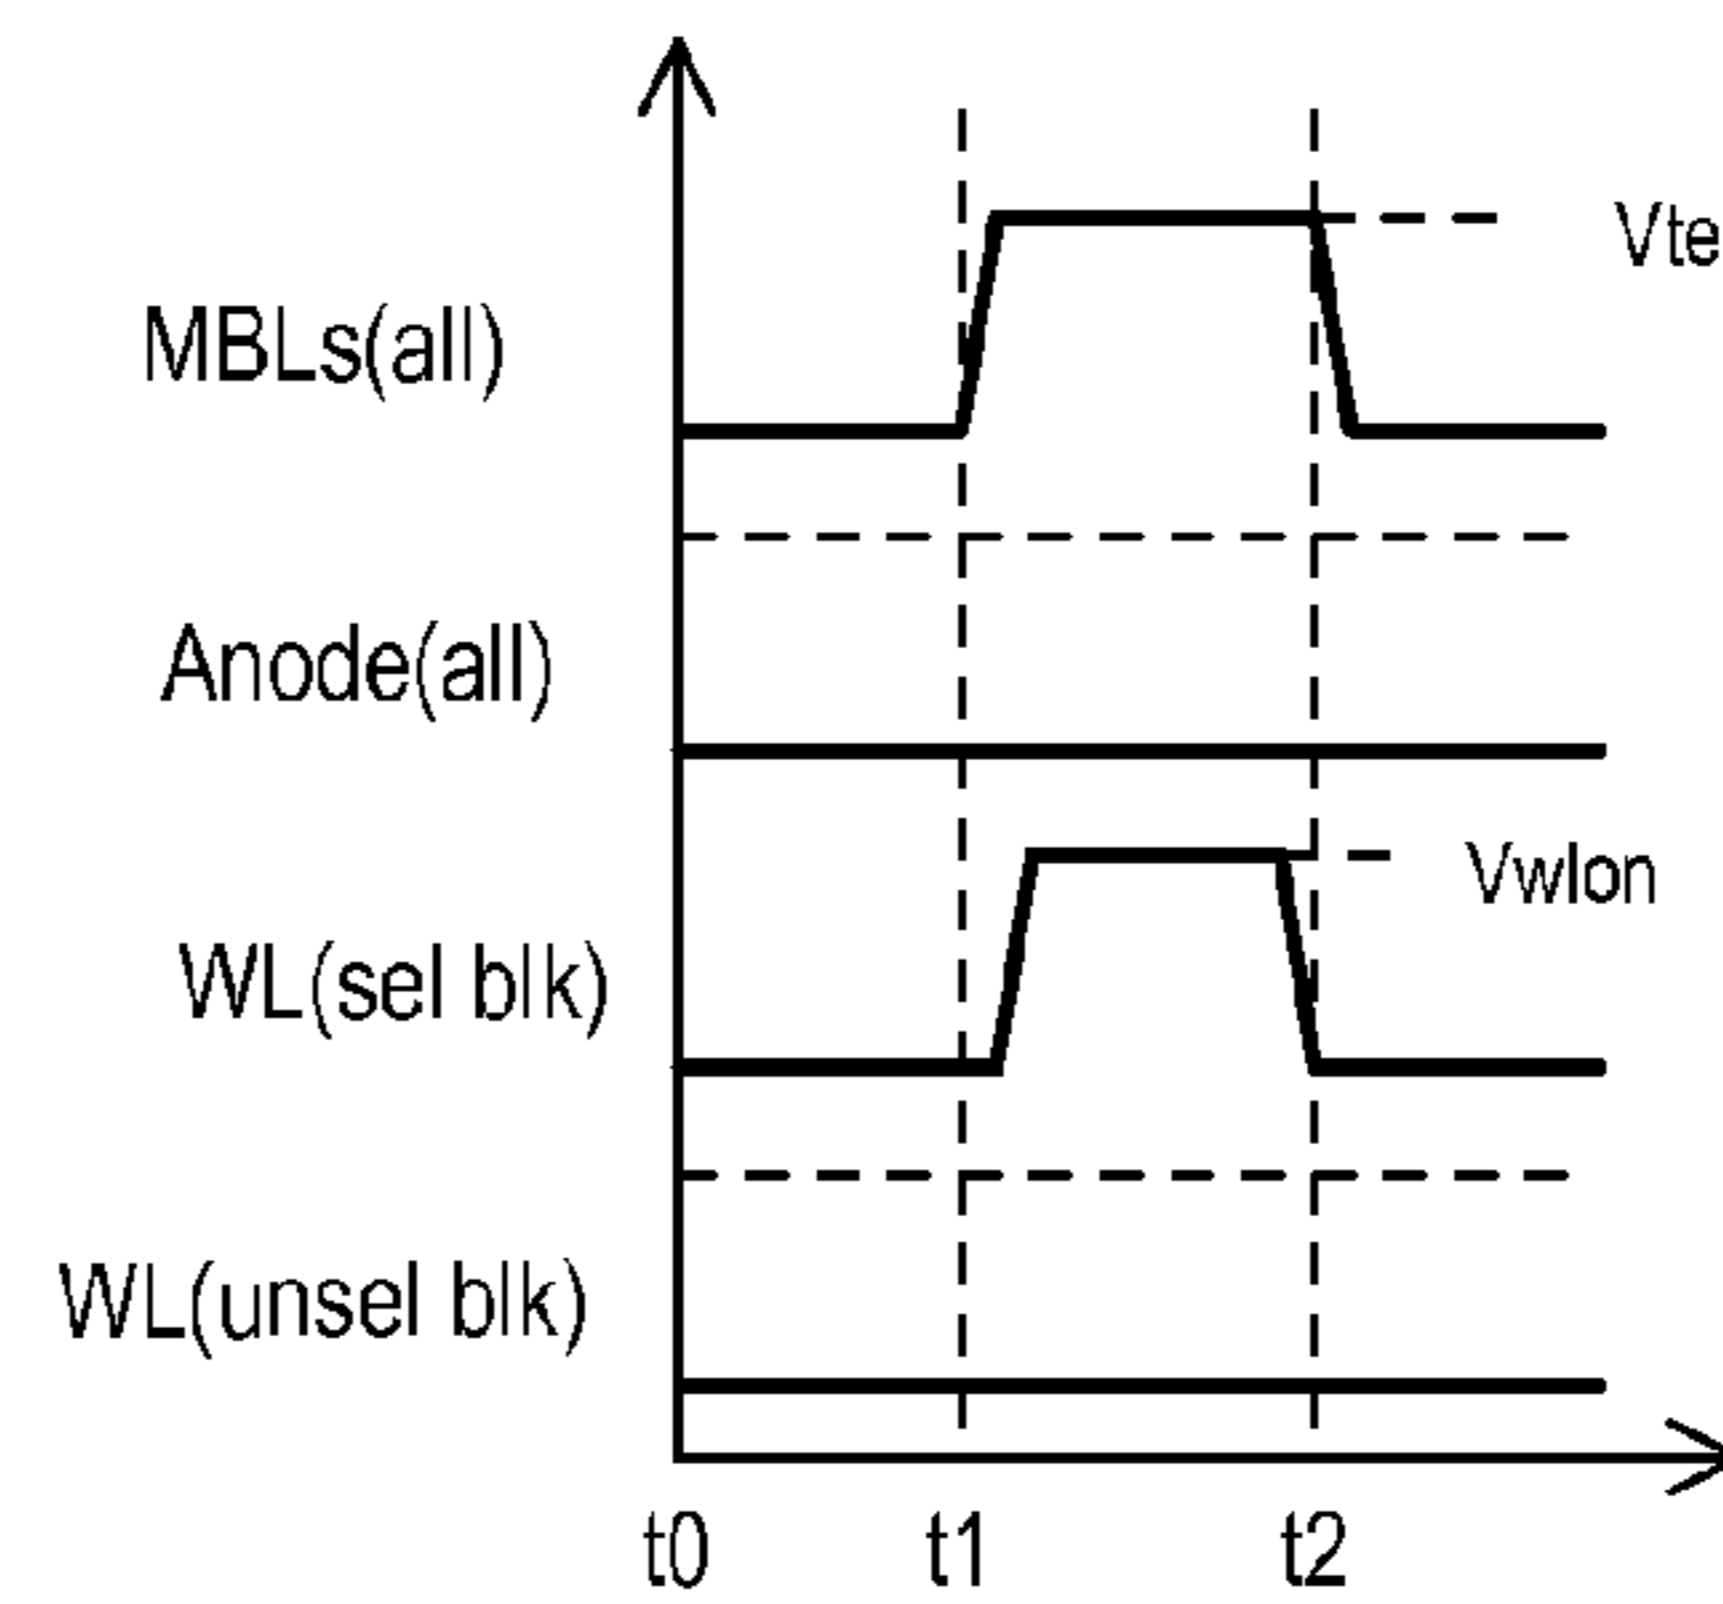 Vte
MBLs(all)
Anode(all)
Vwlon
WL(sel blk)
WL(unsel blk)
t0 t1 t2